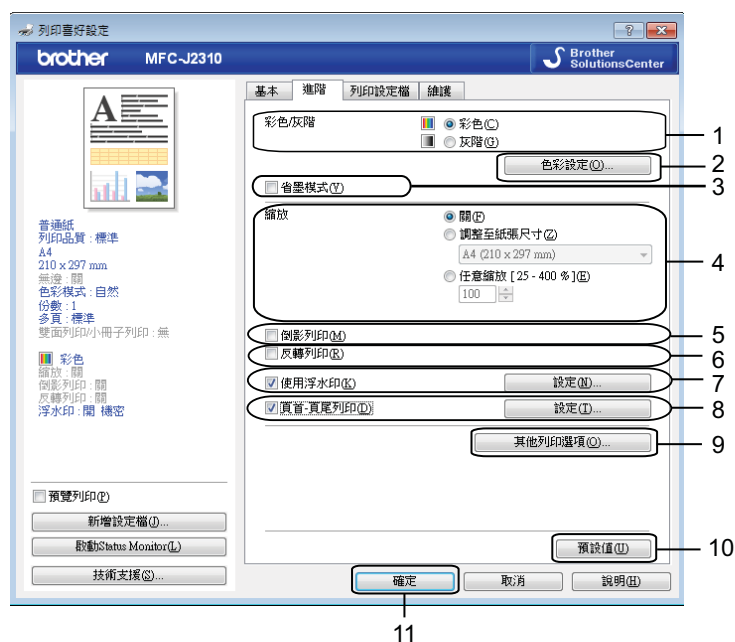 列印喜好設定
brother MFC-J2310
Brother
SolutionsCenter
基本 進階 列印設定檔 維護
A
普通紙
列印品質 : 標準
A4
210 x 297 mm
無邊 : 關
色彩模式 : 自然
份數 : 1
多頁 : 標準
雙面列印/小冊子列印 : 無
彩色
縮放 : 關
倒影列印 : 關
反轉列印 : 關
浮水印 : 開 機密
預覽列印(P)
新增設定檔(J)...
啟動Status Monitor(L)
技術支援(S)...
彩色/灰階
彩色(C)
灰階(G)
1
色彩設定(O)...
2
省墨模式(Y)
3
縮放
關(F)
調整至紙張尺寸(Z)
A4 (210 x 297 mm)
任意縮放 [ 25 - 400 % ](E)
100
4
倒影列印(M)
5
反轉列印(R)
6
使用浮水印(K) 設定(N)...
7
頁首-頁尾列印(D) 設定(T)...
8
其他列印選項(O)...
9
預設值(U)
10
確定 取消 說明(H)
11